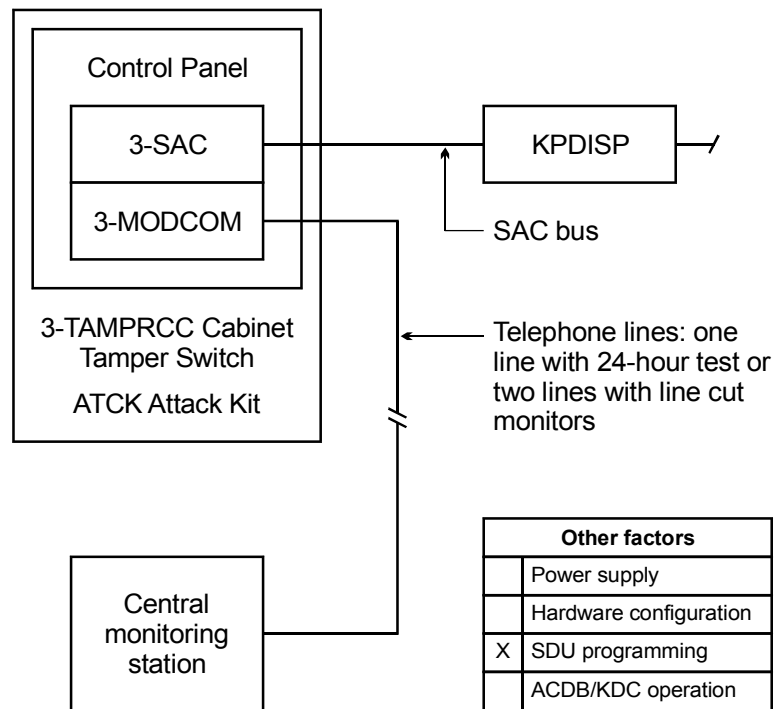 Control Panel
3-SAC
3-MODCOM
KPDISP
SAC bus
3-TAMPRCC Cabinet
Tamper Switch
ATCK Attack Kit
Telephone lines: one
line with 24-hour test or
two lines with line cut
monitors
Central
monitoring
station
Other factors
Power supply
Hardware configuration
X SDU programming
ACDB/KDC operation